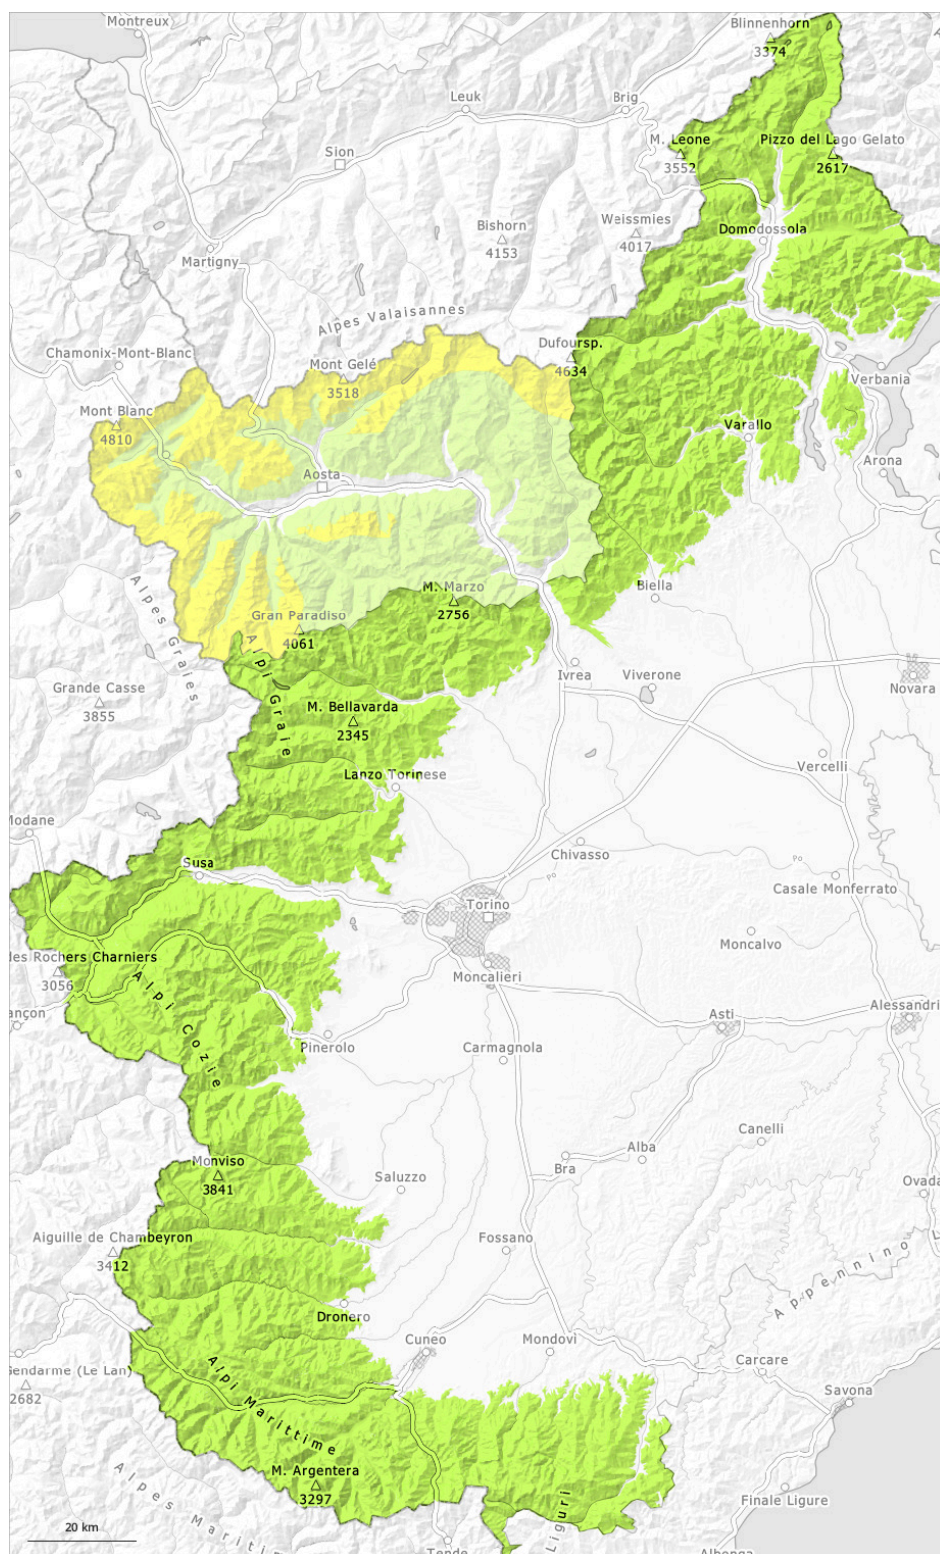 Montreux
Blinnenhorn
3374
Leuk
Brig
M. Leone
3552
Pizzo del Lago Gelato
2617
Sion
Bishorn
4153
Weissmies
4017
Domodossola
Martigny
Alpes Valaisannes
Chamonix-Mont-Blanc
Mont Gelé
3518
Dufoursp.
4634
Verbania
Mont Blanc
4810
Varallo
Arona
Aosta
Alpes Graies
M. Marzo
2756
Biella
Gran Paradiso
4061
Alpi Graie
Ivrea
Viverone
Novara
Grande Casse
3855
M. Bellavarda
2345
Vercelli
Lanzo Torinese
Modane
Chivasso
Po
Po
Susa
Casale Monferrato
Torino
Moncalvo
des Rochers Charniers
3056
Moncalieri
Alpi Cozie
ançon
Asti
Alessandri
Pinerolo
Carmagnola
Canelli
Alba
Bra
Monviso
3841
Saluzzo
Ovada
Aiguille de Chambeyron
3412
Fossano
Appennino L
Dronero
Cuneo
Mondovì
Gendarme (Le Lan)
2682
Carcare
Alpi Marittime
Savona
M. Argentera
3297
Alpes Mariti
Liguri
Finale Ligure
20 km
Tende
Albenga